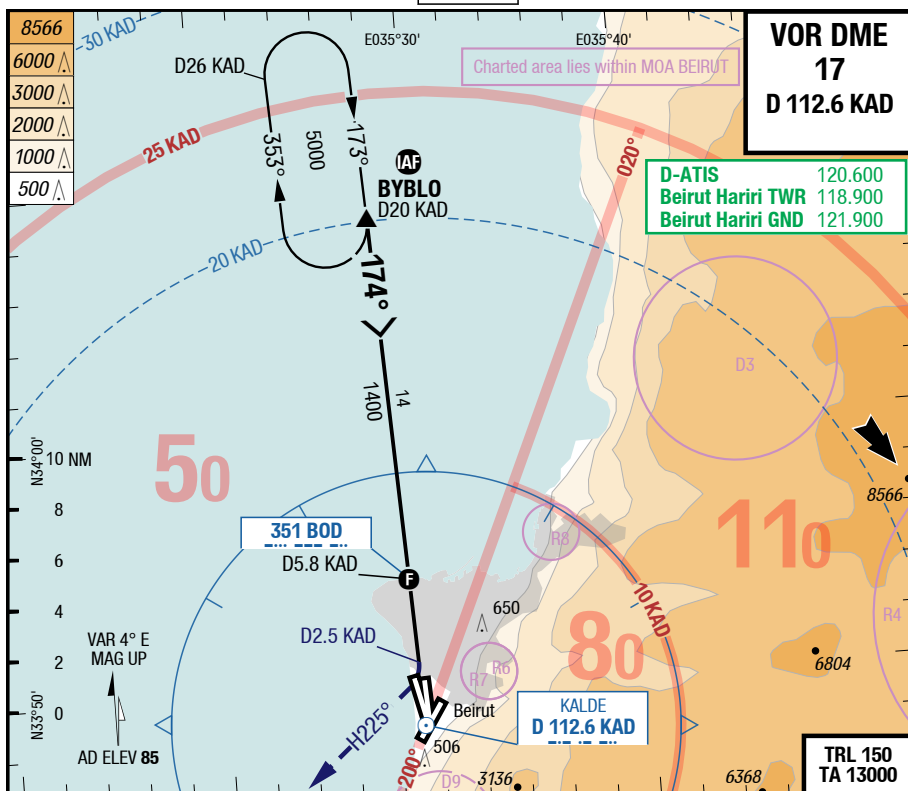 8566
6000
3000
2000
1000
500
30 KAD
D26 KAD
E035°30'
E035°40'
Charted area lies within MOA BEIRUT
VOR DME
17
D 112.6 KAD
25 KAD
353°
5000
173°
IAF
BYBLO
D20 KAD
020°
D-ATIS 120.600
Beirut Hariri TWR 118.900
Beirut Hariri GND 121.900
20 KAD
174°
D3
14
1400
N34°00'
10 NM
50
8566
110
351 BOD
8
R8
D5.8 KAD
F
6
10 KAD
R4
4
650
80
VAR 4° E
MAG UP
D2.5 KAD
2
R6
R7
6804
N33°50'
0
Beirut
KALDE
D 112.6 KAD
H225°
AD ELEV 85
506
200°
D9
3136
6368
TRL 150
TA 13000